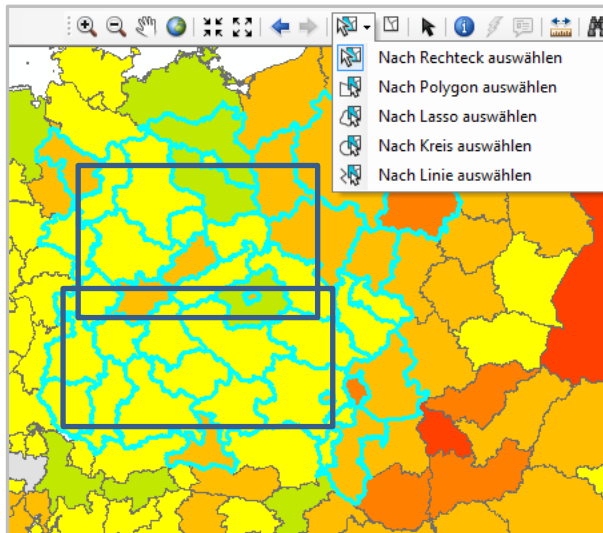 Nach Rechteck auswählen
Nach Polygon auswählen
Nach Lasso auswählen
Nach Kreis auswählen
Nach Linie auswählen